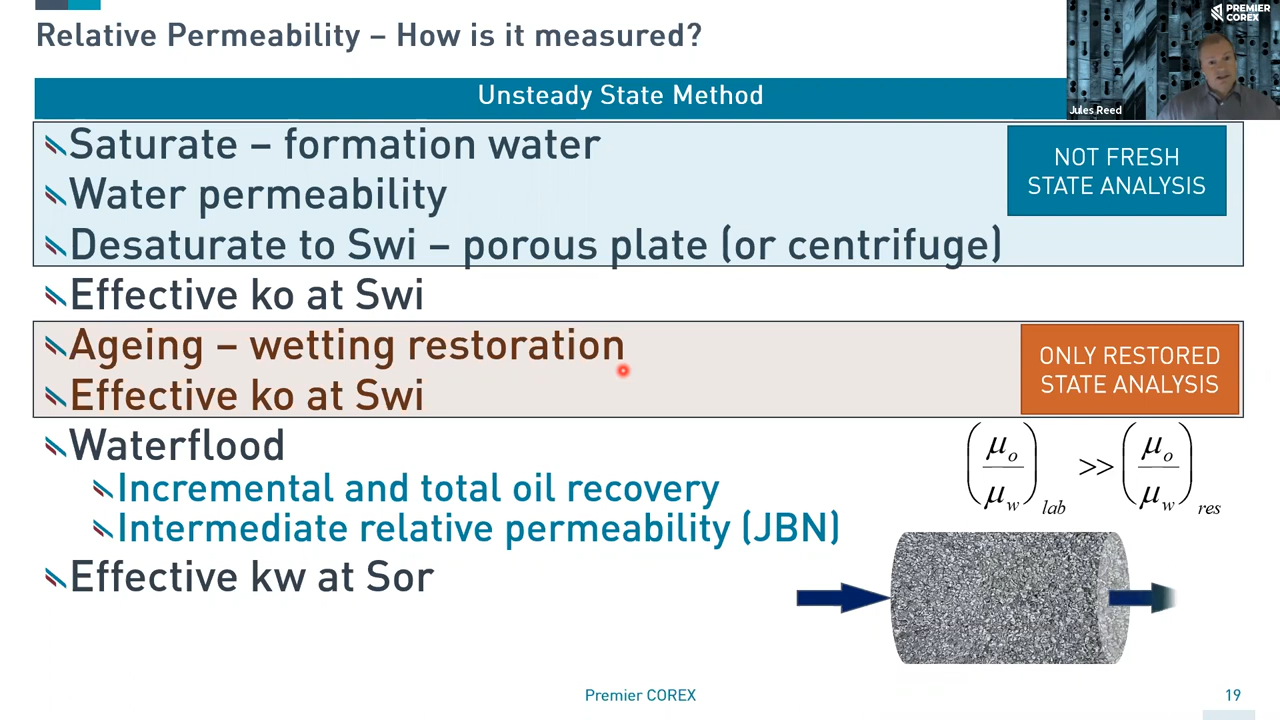 Relative Permeability – How is it measured?
PREMIER
COREX
Jules Reed
Unsteady State Method
Saturate – formation water
Water permeability
Desaturate to Swi – porous plate (or centrifuge)
NOT FRESH
STATE ANALYSIS
Effective ko at Swi
Ageing – wetting restoration
Effective ko at Swi
ONLY RESTORED
STATE ANALYSIS
Waterflood
Incremental and total oil recovery
Intermediate relative permeability (JBN)
Effective kw at Sor
(μo/μw)lab >> (μo/μw)res
Premier COREX
19